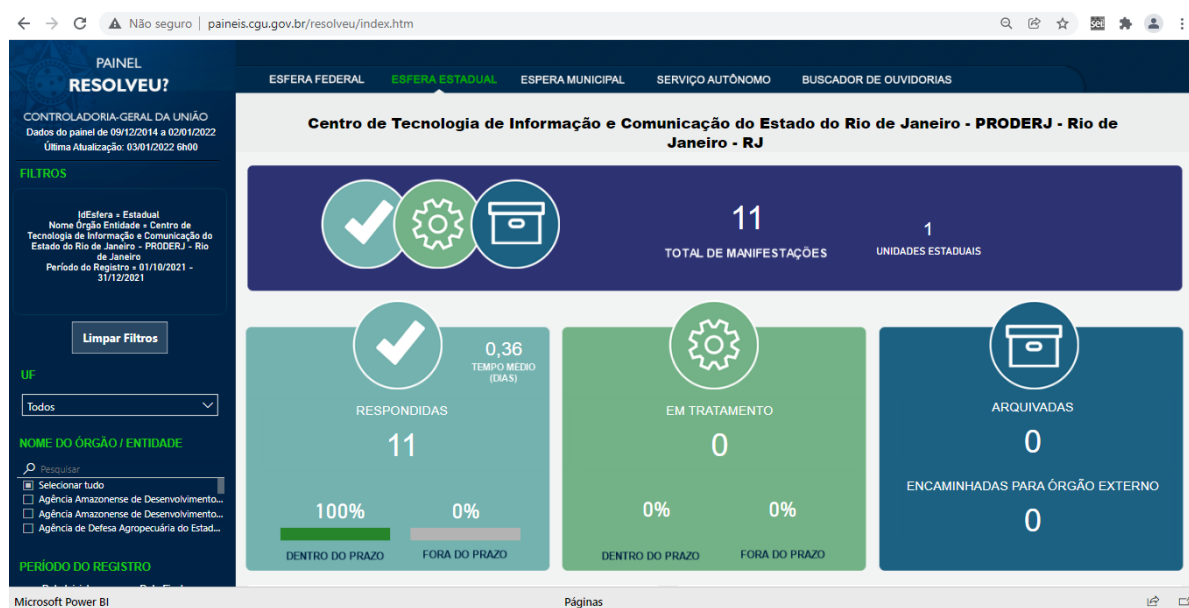 Não seguro | paineis.cgu.gov.br/resolveu/index.htm
sei!
PAINEL
RESOLVEU?
CONTROLADORIA-GERAL DA UNIÃO
Dados do painel de 09/12/2014 a 02/01/2022
Última Atualização: 03/01/2022 6h00
FILTROS
IdEsfera = Estadual
Nome Órgão Entidade = Centro de
Tecnologia de Informação e Comunicação do
Estado do Rio de Janeiro - PRODERJ - Rio
de Janeiro
Período do Registro = 01/10/2021 -
31/12/2021
Limpar Filtros
UF
Todos
NOME DO ÓRGÃO / ENTIDADE
Pesquisar
Selecionar tudo
Agência Amazonense de Desenvolvimento...
Agência Amazonense de Desenvolvimento...
Agência de Defesa Agropecuária do Estad...
PERÍODO DO REGISTRO
ESFERA FEDERAL ESFERA ESTADUAL ESPERA MUNICIPAL SERVIÇO AUTÔNOMO BUSCADOR DE OUVIDORIAS
Centro de Tecnologia de Informação e Comunicação do Estado do Rio de Janeiro - PRODERJ - Rio de
Janeiro - RJ
11
TOTAL DE MANIFESTAÇÕES
1
UNIDADES ESTADUAIS
0,36
TEMPO MÉDIO
(DIAS)
RESPONDIDAS
11
100% 0%
DENTRO DO PRAZO FORA DO PRAZO
EM TRATAMENTO
0
0% 0%
DENTRO DO PRAZO FORA DO PRAZO
ARQUIVADAS
0
ENCAMINHADAS PARA ÓRGÃO EXTERNO
0
Microsoft Power BI Páginas